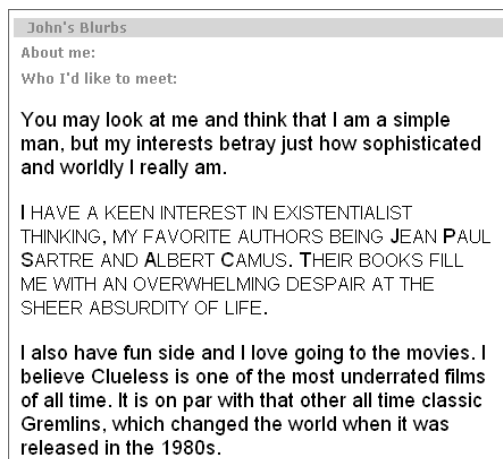 John's Blurbs
About me:
Who I'd like to meet:
You may look at me and think that I am a simple
man, but my interests betray just how sophisticated
and worldly I really am.
I HAVE A KEEN INTEREST IN EXISTENTIALIST
THINKING, MY FAVORITE AUTHORS BEING JEAN PAUL
SARTRE AND ALBERT CAMUS. THEIR BOOKS FILL
ME WITH AN OVERWHELMING DESPAIR AT THE
SHEER ABSURDITY OF LIFE.
I also have fun side and I love going to the movies. I
believe Clueless is one of the most underrated films
of all time. It is on par with that other all time classic
Gremlins, which changed the world when it was
released in the 1980s.